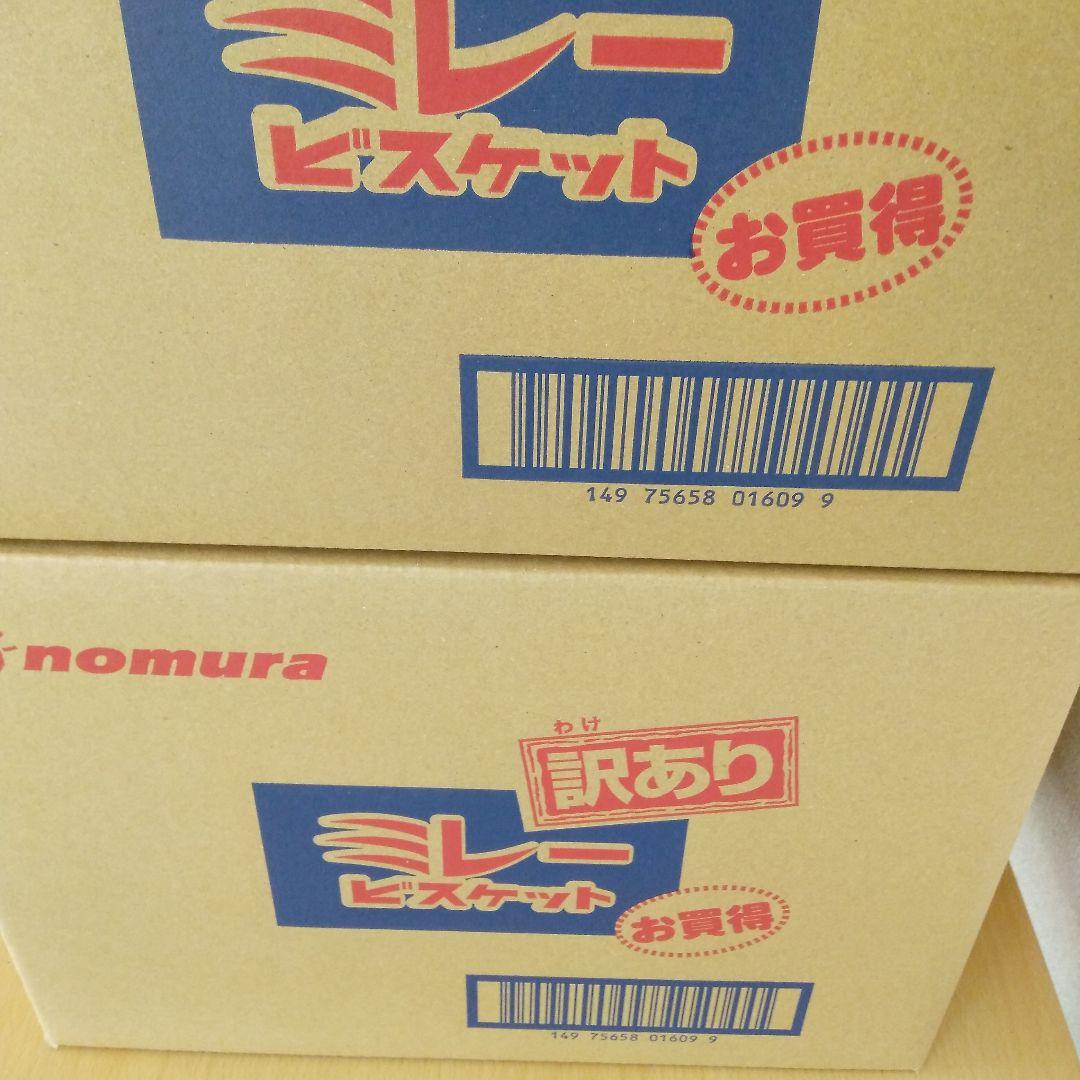 ミレー
ビスケット
お買得
149 75658 01609 9
nomura
わけ
訳あり
ミレー
ビスケット
お買得
149 75658 01609 9